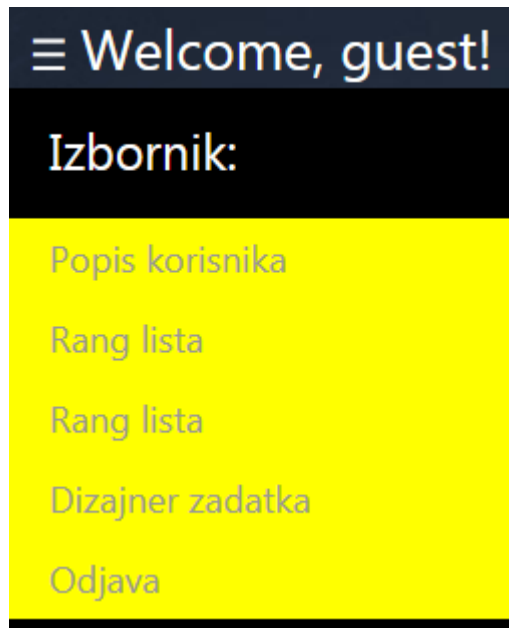 ☰ Welcome, guest!
Izbornik:
Popis korisnika
Rang lista
Rang lista
Dizajner zadatka
Odjava